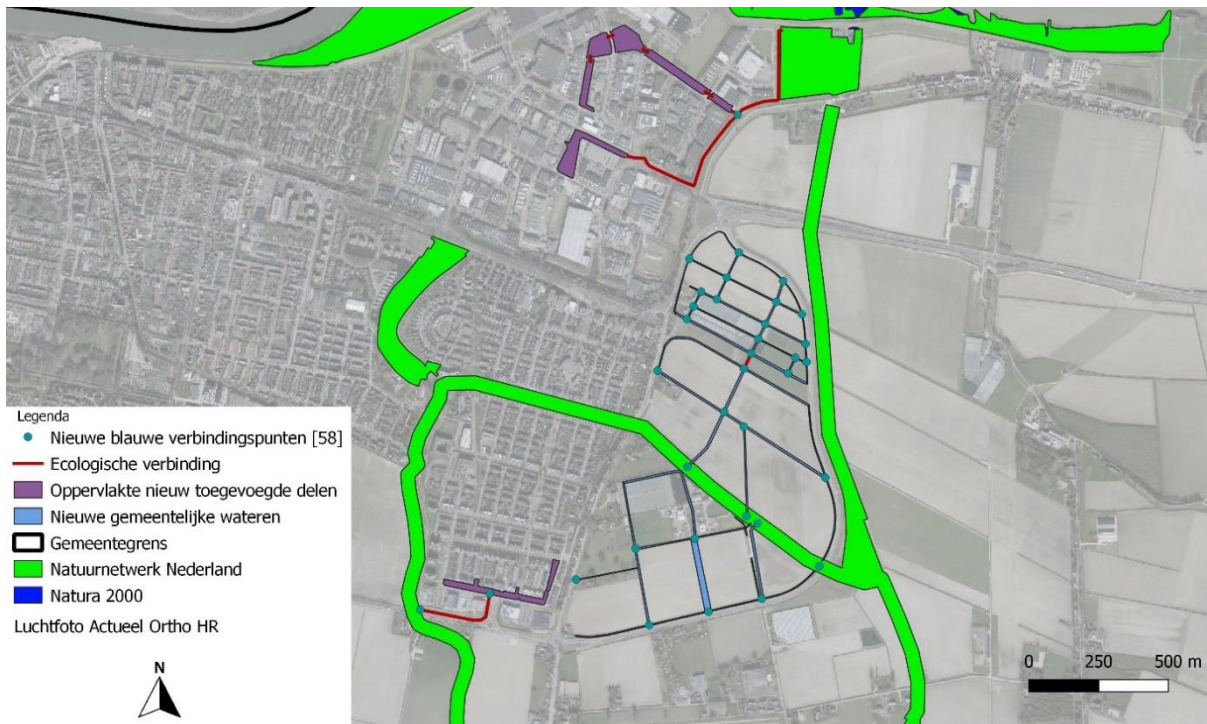 Legenda
Nieuwe blauwe verbindingspunten [58]
Ecologische verbinding
Oppervlakte nieuw toegevoegde delen
Nieuwe gemeentelijke wateren
Gemeentegrens
Natuurnetwerk Nederland
Natura 2000
Luchtfoto Actueel Ortho HR
N
0 250 500 m